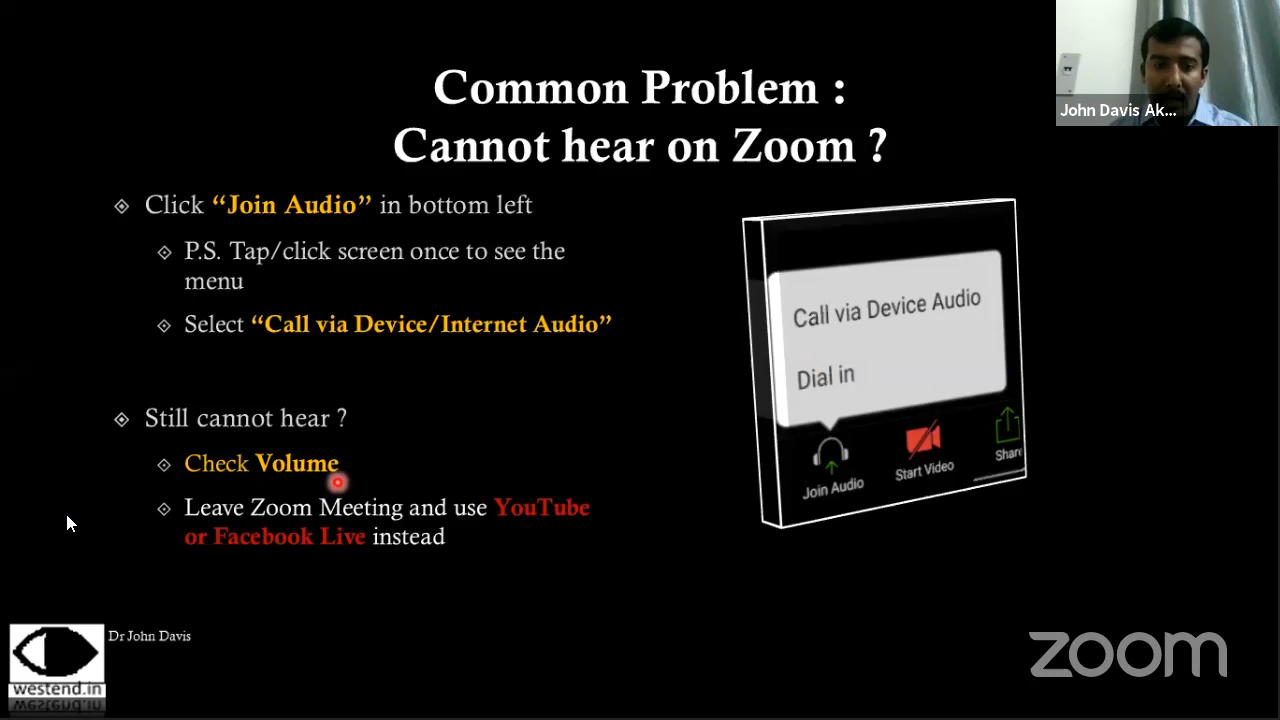 John Davis Ak...
Common Problem :
Cannot hear on Zoom ?
Click “Join Audio” in bottom left
P.S. Tap/click screen once to see the
menu
Select “Call via Device/Internet Audio”
Still cannot hear ?
Check Volume
Leave Zoom Meeting and use YouTube
or Facebook Live instead
Call via Device Audio
Dial in
Join Audio
Start Video
Share
Dr John Davis
westend.in
zoom